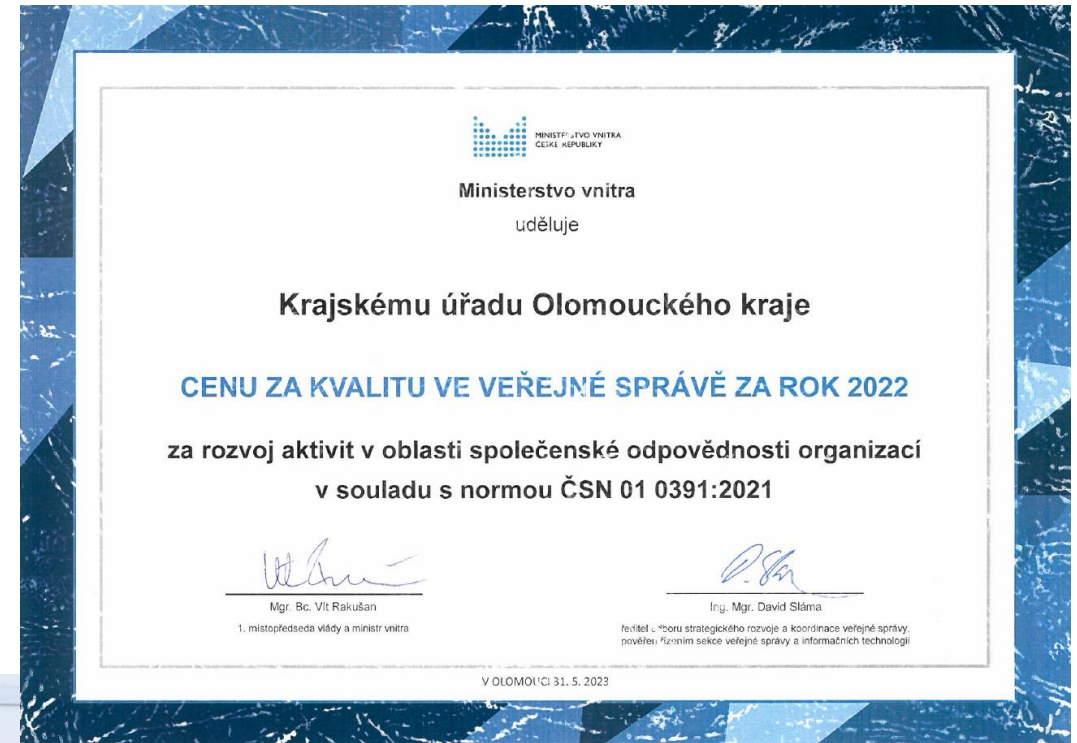 MINISTERSTVO VNITRA
ČESKÉ REPUBLIKY
Ministerstvo vnitra
uděluje
Krajskému úřadu Olomouckého kraje
CENU ZA KVALITU VE VEŘEJNÉ SPRÁVĚ ZA ROK 2022
za rozvoj aktivit v oblasti společenské odpovědnosti organizací
v souladu s normou ČSN 01 0391:2021
Mgr. Bc. Vít Rakušan
1. místopředseda vlády a ministr vnitra
Ing. Mgr. David Sláma
ředitel odboru strategického rozvoje a koordinace veřejné správy,
pověřen řízením sekce veřejné správy a informačních technologií
V OLOMOUCI 31. 5. 2023